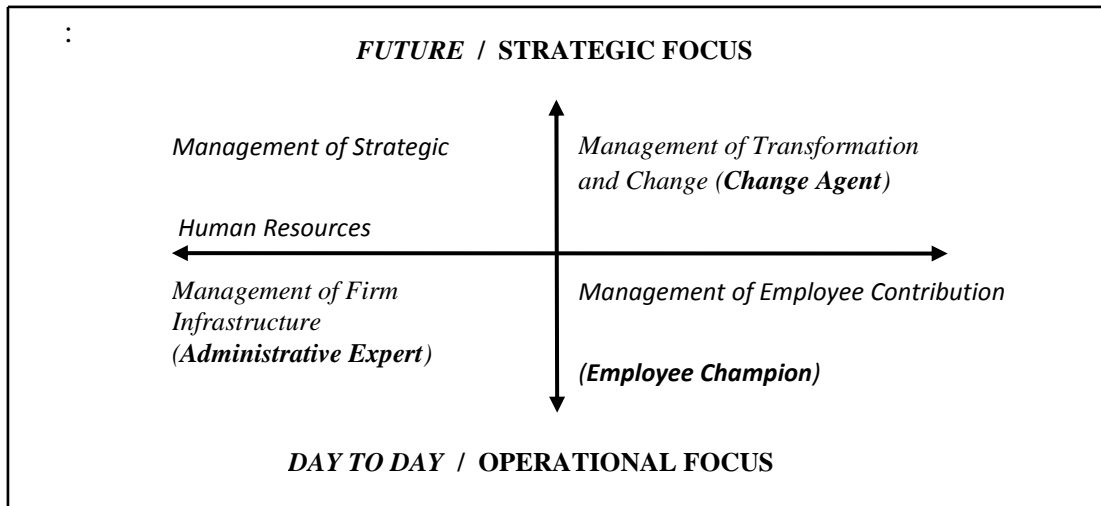 :
FUTURE / STRATEGIC FOCUS
Management of Strategic
Human Resources
Management of Transformation
and Change (Change Agent)
Management of Firm
Infrastructure
(Administrative Expert)
Management of Employee Contribution
(Employee Champion)
DAY TO DAY / OPERATIONAL FOCUS